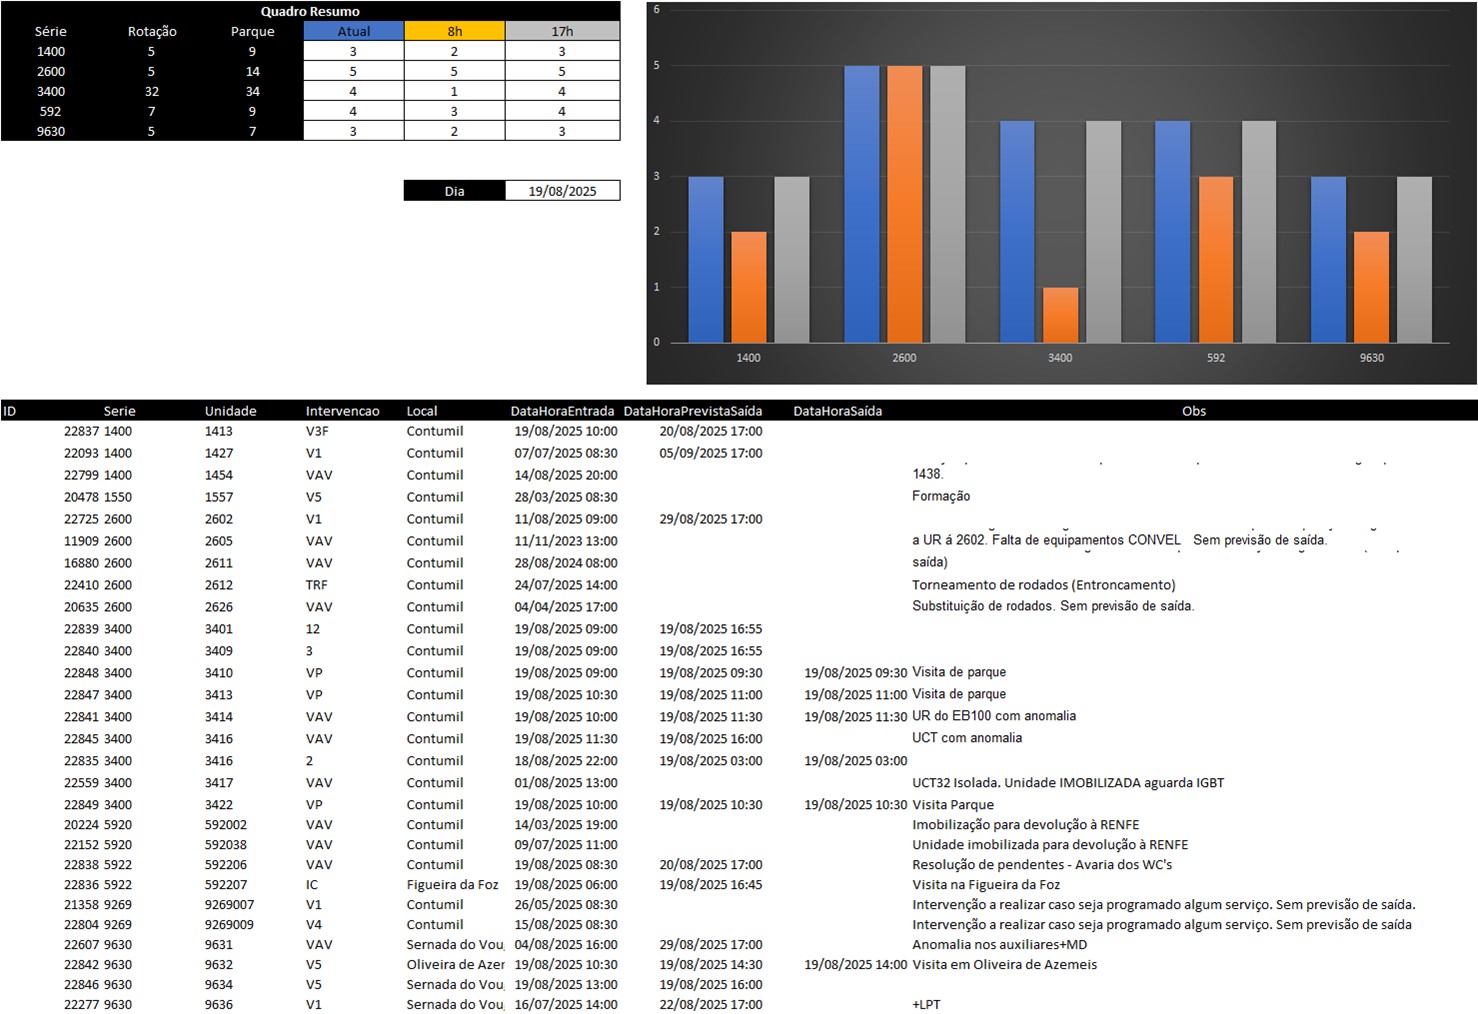 Quadro Resumo
Série Rotação Parque Atual 8h 17h
1400 5 9 3 2 3
2600 5 14 5 5 5
3400 32 34 4 1 4
592 7 9 4 3 4
9630 5 7 3 2 3
Dia 19/08/2025
6
5
4
3
2
1
0
1400 2600 3400 592 9630
ID Serie Unidade Intervencao Local DataHoraEntrada DataHoraPrevistaSaída DataHoraSaída Obs
22837 1400 1413 V3F Contumil 19/08/2025 10:00 20/08/2025 17:00
22093 1400 1427 V1 Contumil 07/07/2025 08:30 05/09/2025 17:00
22799 1400 1454 VAV Contumil 14/08/2025 20:00 1438.
20478 1550 1557 V5 Contumil 28/03/2025 08:30 Formação
22725 2600 2602 V1 Contumil 11/08/2025 09:00 29/08/2025 17:00
11909 2600 2605 VAV Contumil 11/11/2023 13:00 a UR á 2602. Falta de equipamentos CONVEL Sem previsão de saída.
16880 2600 2611 VAV Contumil 28/08/2024 08:00 saída)
22410 2600 2612 TRF Contumil 24/07/2025 14:00 Torneamento de rodados (Entroncamento)
20635 2600 2626 VAV Contumil 04/04/2025 17:00 Substituição de rodados. Sem previsão de saída.
22839 3400 3401 12 Contumil 19/08/2025 09:00 19/08/2025 16:55
22840 3400 3409 3 Contumil 19/08/2025 09:00 19/08/2025 16:55
22848 3400 3410 VP Contumil 19/08/2025 09:00 19/08/2025 09:30 19/08/2025 09:30 Visita de parque
22847 3400 3413 VP Contumil 19/08/2025 10:30 19/08/2025 11:00 19/08/2025 11:00 Visita de parque
22841 3400 3414 VAV Contumil 19/08/2025 10:00 19/08/2025 11:30 19/08/2025 11:30 UR do EB100 com anomalia
22845 3400 3416 VAV Contumil 19/08/2025 11:30 19/08/2025 16:00 UCT com anomalia
22835 3400 3416 2 Contumil 18/08/2025 22:00 19/08/2025 03:00 19/08/2025 03:00
22559 3400 3417 VAV Contumil 01/08/2025 13:00 UCT32 Isolada. Unidade IMOBILIZADA aguarda IGBT
22849 3400 3422 VP Contumil 19/08/2025 10:00 19/08/2025 10:30 19/08/2025 10:30 Visita Parque
20224 5920 592002 VAV Contumil 14/03/2025 19:00 Imobilização para devolução à RENFE
22152 5920 592038 VAV Contumil 09/07/2025 11:00 Unidade imobilizada para devolução à RENFE
22838 5922 592206 VAV Contumil 19/08/2025 08:30 20/08/2025 17:00 Resolução de pendentes - Avaria dos WC's
22836 5922 592207 IC Figueira da Foz 19/08/2025 06:00 19/08/2025 16:45 Visita na Figueira da Foz
21358 9269 9269007 V1 Contumil 26/05/2025 08:30 Intervenção a realizar caso seja programado algum serviço. Sem previsão de saída.
22804 9269 9269009 V4 Contumil 15/08/2025 08:30 Intervenção a realizar caso seja programado algum serviço. Sem previsão de saída
22607 9630 9631 VAV Sernada do Voug 04/08/2025 16:00 29/08/2025 17:00 Anomalia nos auxiliares+MD
22842 9630 9632 V5 Oliveira de Azer 19/08/2025 10:30 19/08/2025 14:30 19/08/2025 14:00 Visita em Oliveira de Azemeis
22846 9630 9634 V5 Sernada do Voug 19/08/2025 13:00 19/08/2025 16:00
22277 9630 9636 V1 Sernada do Voug 16/07/2025 14:00 22/08/2025 17:00 +LPT